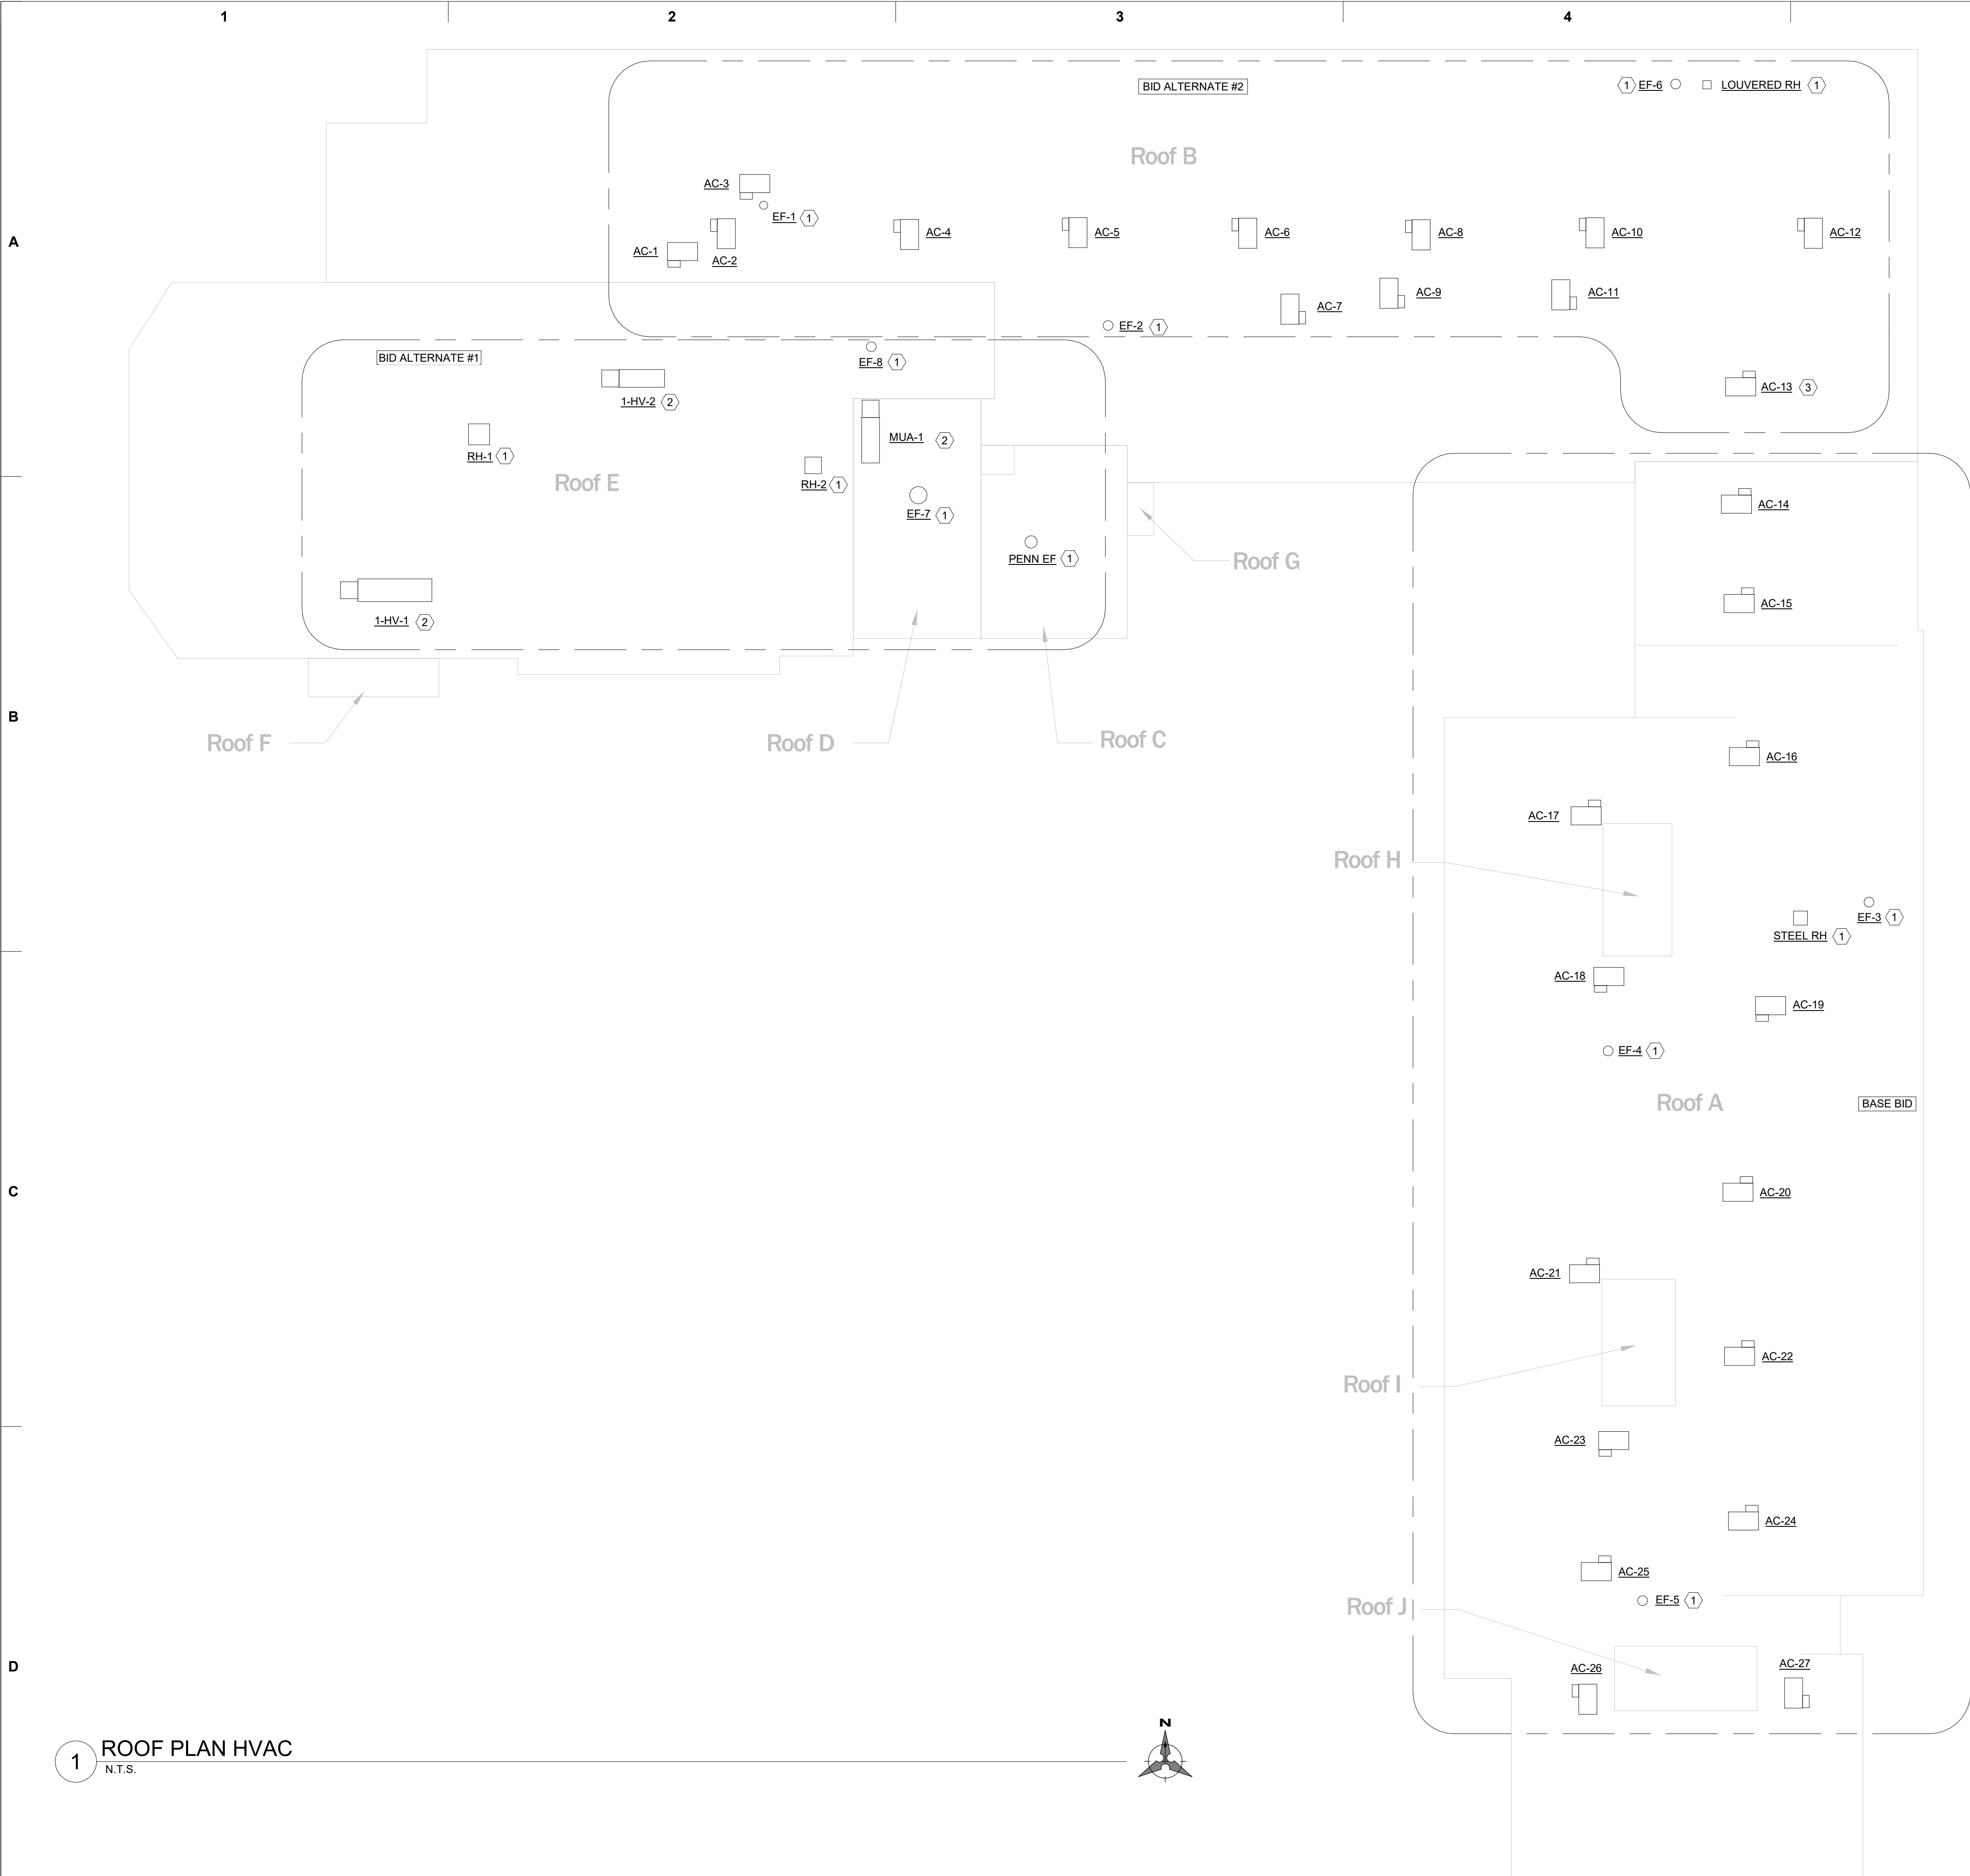 1 2 3 4
BID ALTERNATE #2
1 EF-6 LOUVERED RH 1
Roof B
AC-3
EF-1 1
A
AC-1
AC-2
AC-4
AC-5
AC-6
AC-8
AC-10
AC-12
AC-7
AC-9
AC-11
EF-2 1
BID ALTERNATE #1
EF-8 1
AC-13 3
1-HV-2 2
MUA-1 2
RH-1 1
Roof E
RH-2 1
EF-7 1
AC-14
PENN EF 1
Roof G
AC-15
1-HV-1 2
B
Roof F
Roof D
Roof C
AC-16
AC-17
Roof H
EF-3 1
STEEL RH 1
AC-18
AC-19
EF-4 1
Roof A
BASE BID
C
AC-20
AC-21
AC-22
Roof I
AC-23
AC-24
AC-25
EF-5 1
Roof J
D
AC-26
AC-27
N
1 ROOF PLAN HVAC
N.T.S.